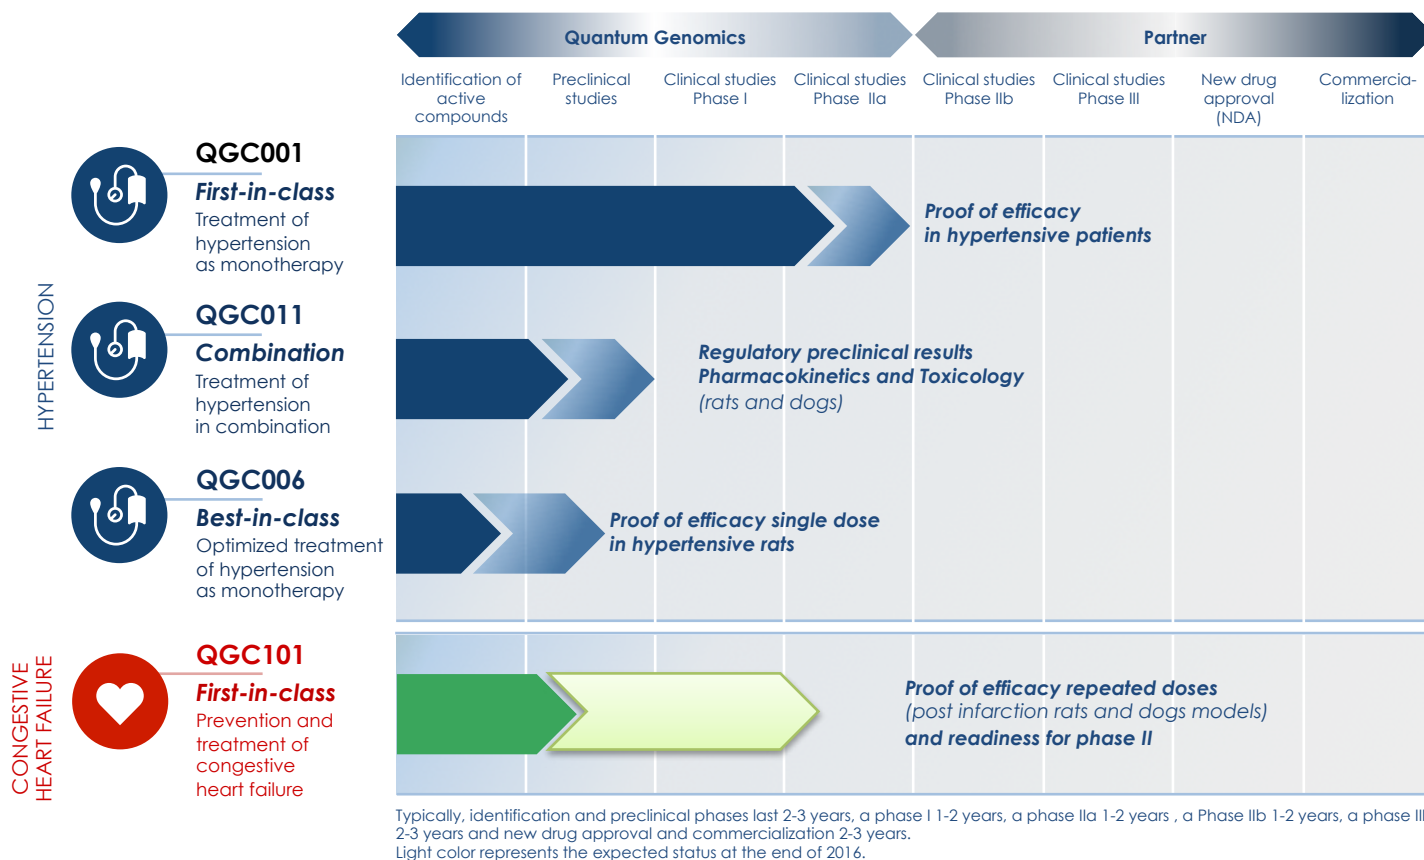 Quantum Genomics
Partner
Identification of
active
compounds
Preclinical
studies
Clinical studies
Phase I
Clinical studies
Phase IIa
Clinical studies
Phase IIb
Clinical studies
Phase III
New drug
approval
(NDA)
Commercia-
lization
HYPERTENSION
QGC001
First-in-class
Treatment of
hypertension
as monotherapy
Proof of efficacy
in hypertensive patients
QGC011
Combination
Treatment of
hypertension
in combination
Regulatory preclinical results
Pharmacokinetics and Toxicology
(rats and dogs)
QGC006
Best-in-class
Optimized treatment
of hypertension
as monotherapy
Proof of efficacy single dose
in hypertensive rats
CONGESTIVE
HEART FAILURE
QGC101
First-in-class
Prevention and
treatment of
congestive
heart failure
Proof of efficacy repeated doses
(post infarction rats and dogs models)
and readiness for phase II
Typically, identification and preclinical phases last 2-3 years, a phase I 1-2 years, a phase IIa 1-2 years , a Phase IIb 1-2 years, a phase III
2-3 years and new drug approval and commercialization 2-3 years.
Light color represents the expected status at the end of 2016.